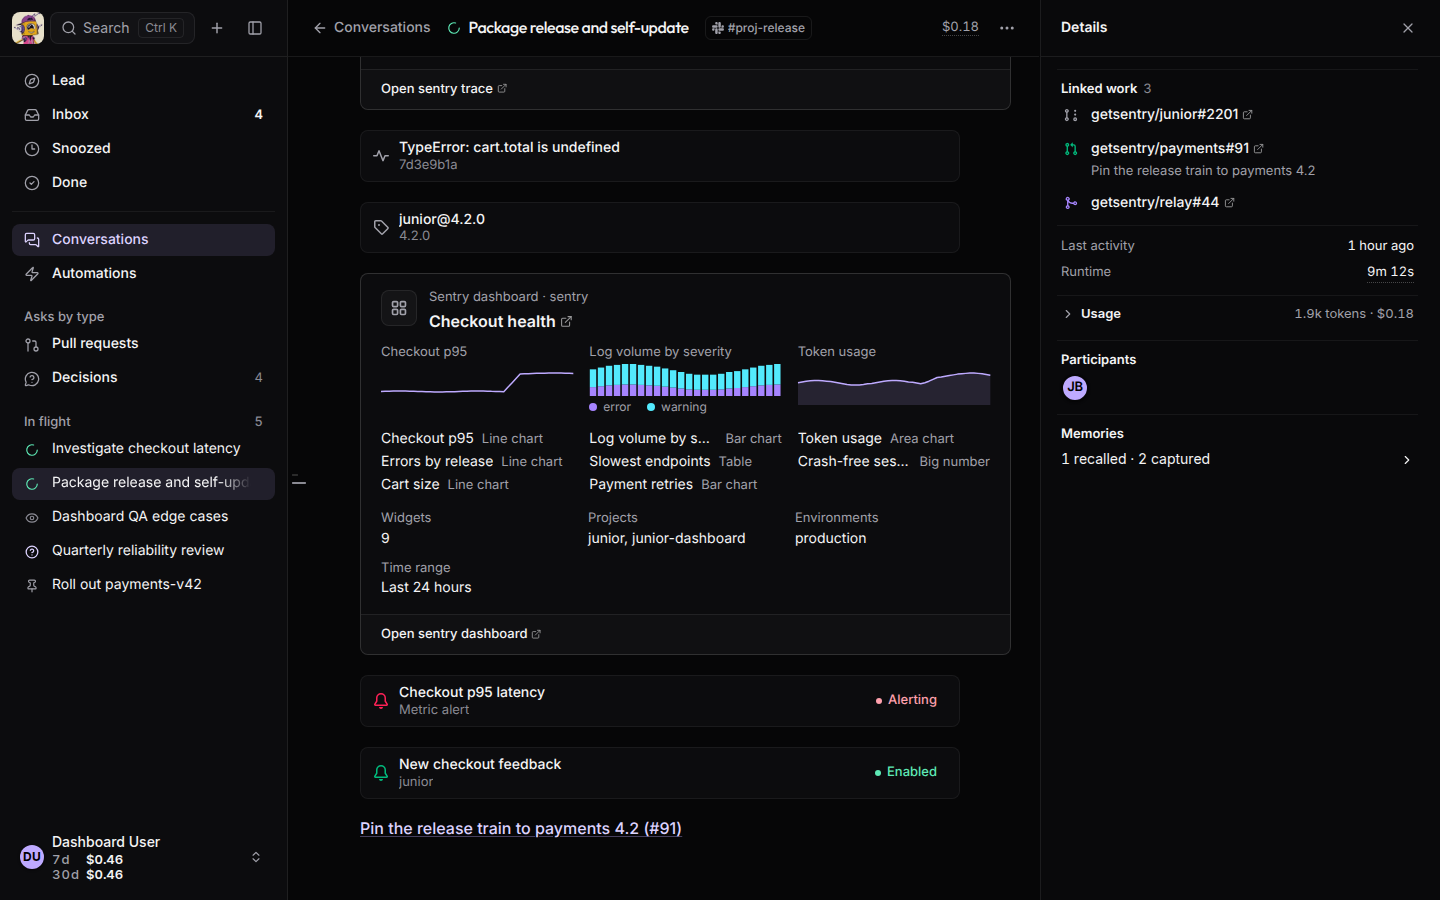 Search Ctrl K
Lead
Inbox 4
Snoozed
Done
Conversations
Automations
Asks by type
Pull requests
Decisions 4
In flight 5
Investigate checkout latency
Package release and self-upd
Dashboard QA edge cases
Quarterly reliability review
Roll out payments-v42
DU Dashboard User
7d $0.46
30d $0.46
Conversations Package release and self-update #proj-release $0.18
Open sentry trace
TypeError: cart.total is undefined
7d3e9b1a
junior@4.2.0
4.2.0
Sentry dashboard · sentry
Checkout health
Checkout p95 Log volume by severity Token usage
error warning
Checkout p95 Line chart Log volume by s... Bar chart Token usage Area chart
Errors by release Line chart Slowest endpoints Table Crash-free ses... Big number
Cart size Line chart Payment retries Bar chart
Widgets Projects Environments
9 junior, junior-dashboard production
Time range
Last 24 hours
Open sentry dashboard
Checkout p95 latency
Metric alert
Alerting
New checkout feedback
junior
Enabled
Pin the release train to payments 4.2 (#91)
Details
Linked work 3
getsentry/junior#2201
getsentry/payments#91
Pin the release train to payments 4.2
getsentry/relay#44
Last activity 1 hour ago
Runtime 9m 12s
Usage 1.9k tokens · $0.18
Participants
JB
Memories
1 recalled · 2 captured